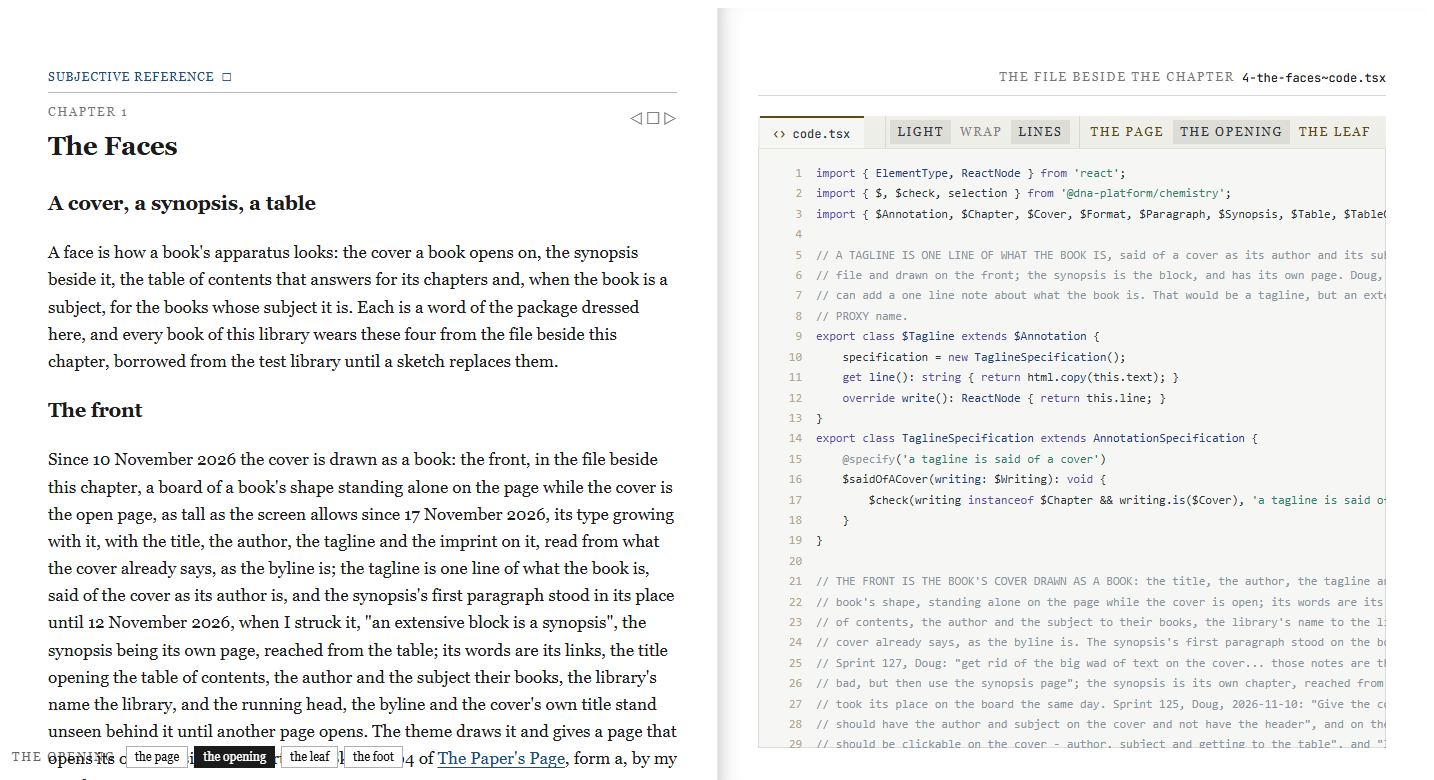 SUBJECTIVE REFERENCE
CHAPTER 1
The Faces
A cover, a synopsis, a table
A face is how a book's apparatus looks: the cover a book opens on, the synopsis
beside it, the table of contents that answers for its chapters and, when the book is a
subject, for the books whose subject it is. Each is a word of the package dressed
here, and every book of this library wears these four from the file beside this
chapter, borrowed from the test library until a sketch replaces them.
The front
Since 10 November 2026 the cover is drawn as a book: the front, in the file beside
this chapter, a board of a book's shape standing alone on the page while the cover is
the open page, as tall as the screen allows since 17 November 2026, its type growing
with it, with the title, the author, the tagline and the imprint on it, read from what
the cover already says, as the byline is; the tagline is one line of what the book is,
said of the cover as its author is, and the synopsis's first paragraph stood in its place
until 12 November 2026, when I struck it, "an extensive block is a synopsis", the
synopsis being its own page, reached from the table; its words are its links, the title
opening the table of contents, the author and the subject their books, the library's
name the library, and the running head, the byline and the cover's own title stand
unseen behind it until another page opens. The theme draws it and gives a page that
opens its
04 of The Paper's Page, form a, by my
THE OPENING the page the opening the leaf the foot
THE FILE BESIDE THE CHAPTER 4-the-faces~code.tsx
<> code.tsx LIGHT WRAP LINES THE PAGE THE OPENING THE LEAF
1 import { ElementType, ReactNode } from 'react';
2 import { $, $check, selection } from '@dna-platform/chemistry';
3 import { $Annotation, $Chapter, $Cover, $Format, $Paragraph, $Synopsis, $Table, $Table
4
5 // A TAGLINE IS ONE LINE OF WHAT THE BOOK IS, said of a cover as its author and its
6 // file and drawn on the front; the synopsis is the block, and has its own page. Doug,
7 // can add a one line note about what the book is. That would be a tagline, but an
8 // PROXY name.
9 export class $Tagline extends $Annotation {
10 specification = new TaglineSpecification();
11 get line(): string { return html.copy(this.text); }
12 override write(): ReactNode { return this.line; }
13 }
14 export class TaglineSpecification extends AnnotationSpecification {
15 @specify('a tagline is said of a cover')
16 $saidOfACover(writing: $Writing): void {
17 $check(writing instanceof $Chapter && writing.is($Cover), 'a tagline is said
18 }
19 }
20
21 // THE FRONT IS THE BOOK'S COVER DRAWN AS A BOOK: the title, the author, the tagline
22 // book's shape, standing alone on the page while the cover is open; its words are its
23 // of contents, the author and the subject to their books, the library's name to the
24 // cover already says, as the byline is. The synopsis's first paragraph stood on the
25 // Sprint 127, Doug: "get rid of the big wad of text on the cover... those notes are
26 // bad, but then use the synopsis page"; the synopsis is its own chapter, reached from
27 // took its place on the board the same day. Sprint 125, Doug, 2026-11-10: "Give the
28 // should have the author and subject on the cover and not have the header", and on the
29 // should be clickable on the cover - author, subject and getting to the table", and